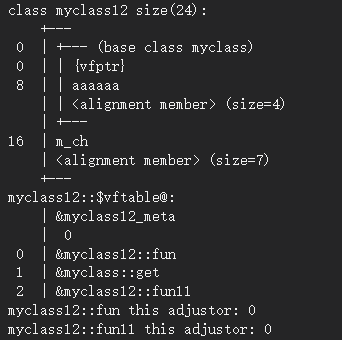 class myclass12 size(24):
    +---
 0  | +--- (base class myclass)
 0  | | {vfptr}
 8  | | aaaaaa
    | | <alignment member> (size=4)
    | +---
16  | m_ch
    | <alignment member> (size=7)
    +---
myclass12::$vftable@:
    | &myclass12_meta
    |  0
 0  | &myclass12::fun
 1  | &myclass::get
 2  | &myclass12::fun11
myclass12::fun this adjustor: 0
myclass12::fun11 this adjustor: 0